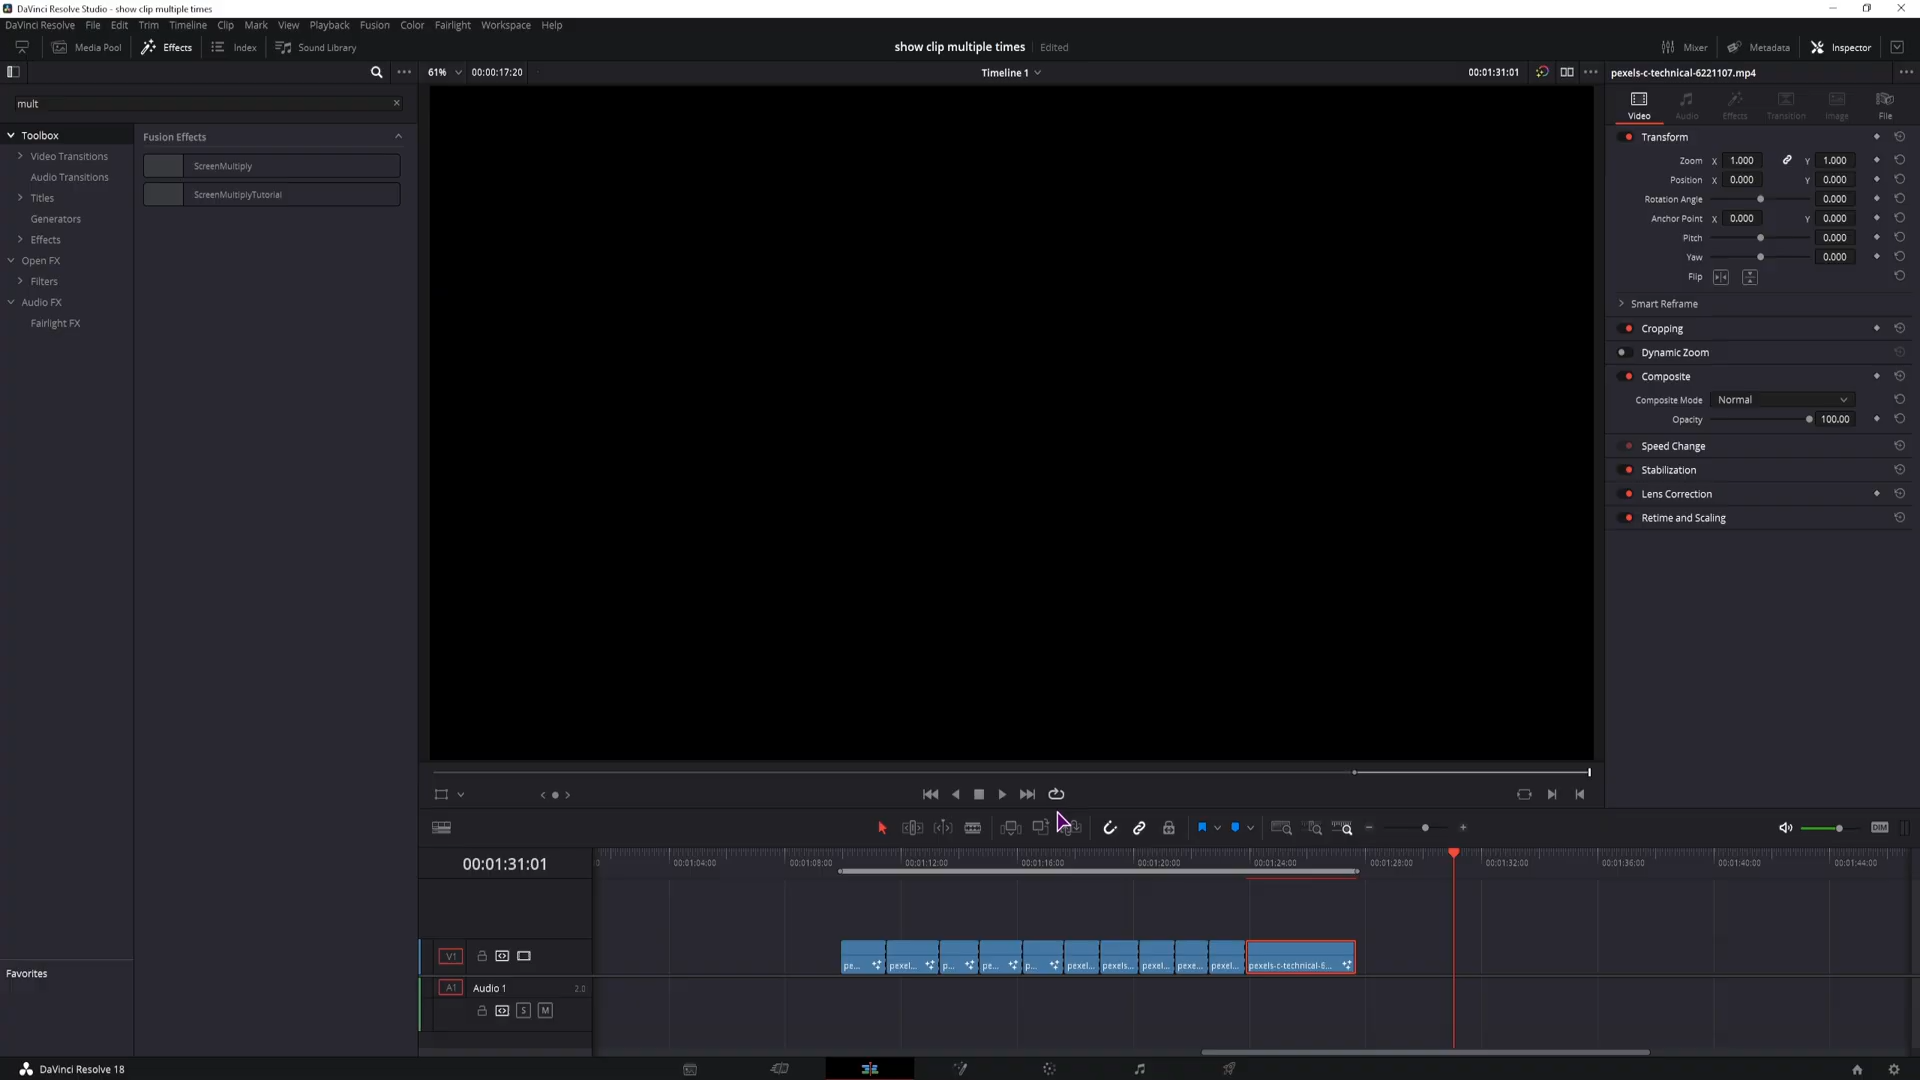 DaVinci Resolve Studio - show clip multiple times
DaVinci Resolve File Edit Trim Timeline Clip Mark View Playback Fusion Color Fairlight Workspace Help
Media Pool Effects Index Sound Library show clip multiple times Edited Mixer Metadata Inspector
61% 00:00:17:20 Timeline 1 00:01:31:01 pexels-c-technical-6221107.mp4
mult
Video Audio Effects Transition Image File
Toolbox
Video Transitions
Audio Transitions
Titles
Generators
Effects
Open FX
Filters
Audio FX
Fairlight FX
Favorites
Fusion Effects
ScreenMultiply
ScreenMultiplyTutorial
Transform
Zoom X 1.000 Y 1.000
Position X 0.000 Y 0.000
Rotation Angle 0.000
Anchor Point X 0.000 Y 0.000
Pitch 0.000
Yaw 0.000
Flip
Smart Reframe
Cropping
Dynamic Zoom
Composite
Composite Mode Normal
Opacity 100.00
Speed Change
Stabilization
Lens Correction
Retime and Scaling
DIM
00:01:31:01 00:01:04:00 00:01:08:00 00:01:12:00 00:01:16:00 00:01:20:00 00:01:24:00 00:01:28:00 00:01:32:00 00:01:36:00 00:01:40:00 00:01:44:00
V1
pe... pexel... p... pe... p... pexel... pexels... pexel... pexe... pexel... pexels-c-technical-6...
A1 Audio 1 2.0
S M
DaVinci Resolve 18